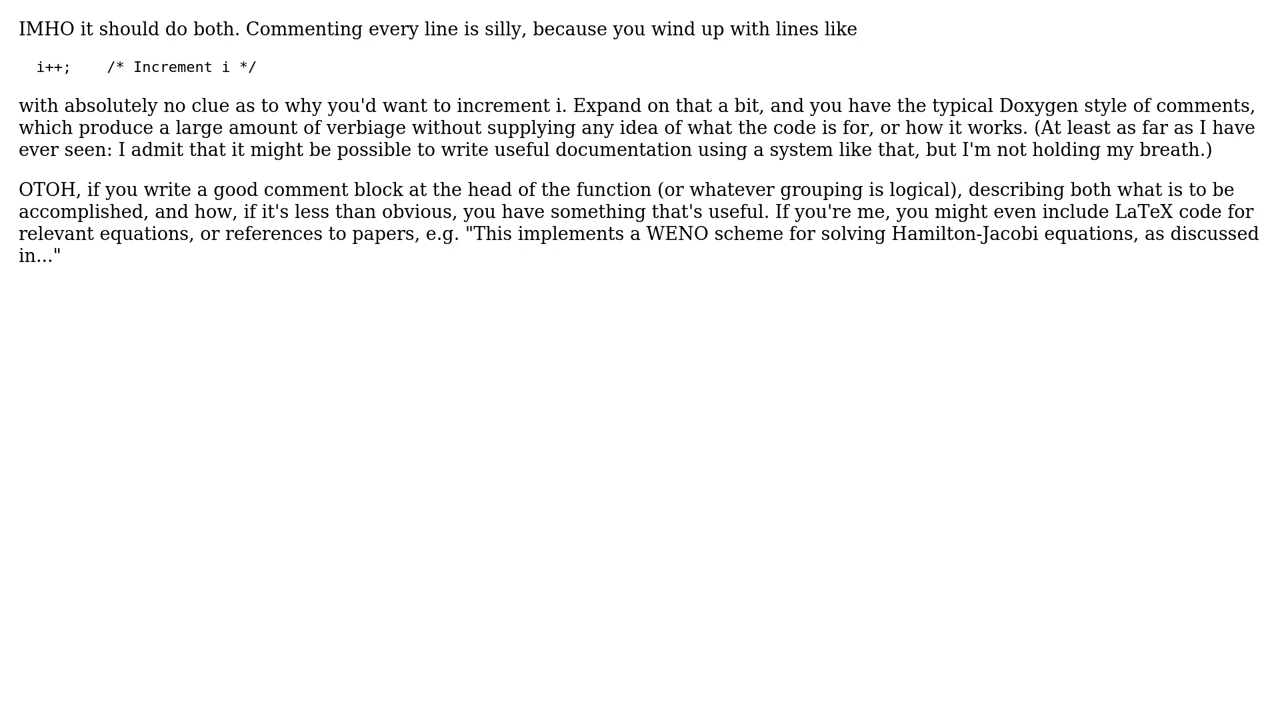 IMHO it should do both. Commenting every line is silly, because you wind up with lines like
i++;    /* Increment i */
with absolutely no clue as to why you'd want to increment i. Expand on that a bit, and you have the typical Doxygen style of comments,
which produce a large amount of verbiage without supplying any idea of what the code is for, or how it works. (At least as far as I have
ever seen: I admit that it might be possible to write useful documentation using a system like that, but I'm not holding my breath.)
OTOH, if you write a good comment block at the head of the function (or whatever grouping is logical), describing both what is to be
accomplished, and how, if it's less than obvious, you have something that's useful. If you're me, you might even include LaTeX code for
relevant equations, or references to papers, e.g. "This implements a WENO scheme for solving Hamilton-Jacobi equations, as discussed
in..."